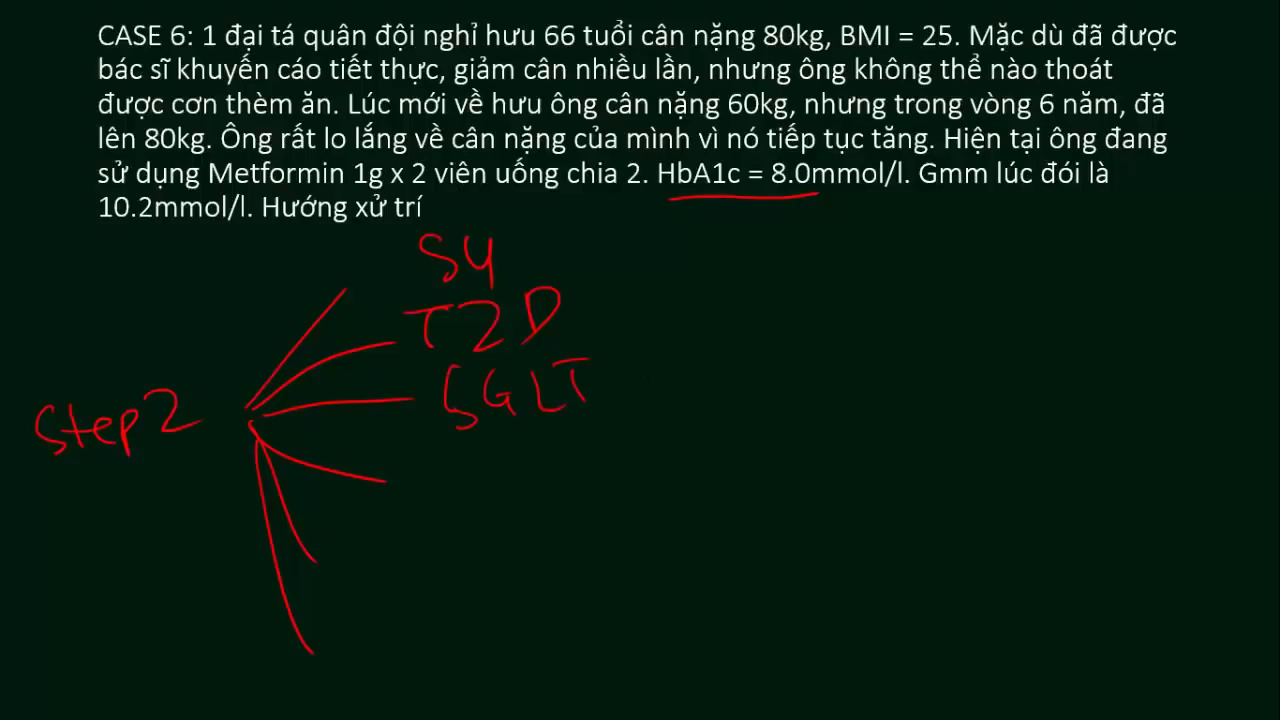 CASE 6: 1 đại tá quân đội nghỉ hưu 66 tuổi cân nặng 80kg, BMI = 25. Mặc dù đã được
bác sĩ khuyến cáo tiết thực, giảm cân nhiều lần, nhưng ông không thể nào thoát
được cơn thèm ăn. Lúc mới về hưu ông cân nặng 60kg, nhưng trong vòng 6 năm, đã
lên 80kg. Ông rất lo lắng về cân nặng của mình vì nó tiếp tục tăng. Hiện tại ông đang
sử dụng Metformin 1g x 2 viên uống chia 2. HbA1c = 8.0mmol/l. Gmm lúc đói là
10.2mmol/l. Hướng xử trí
SU
TZD
SGLT
Step2